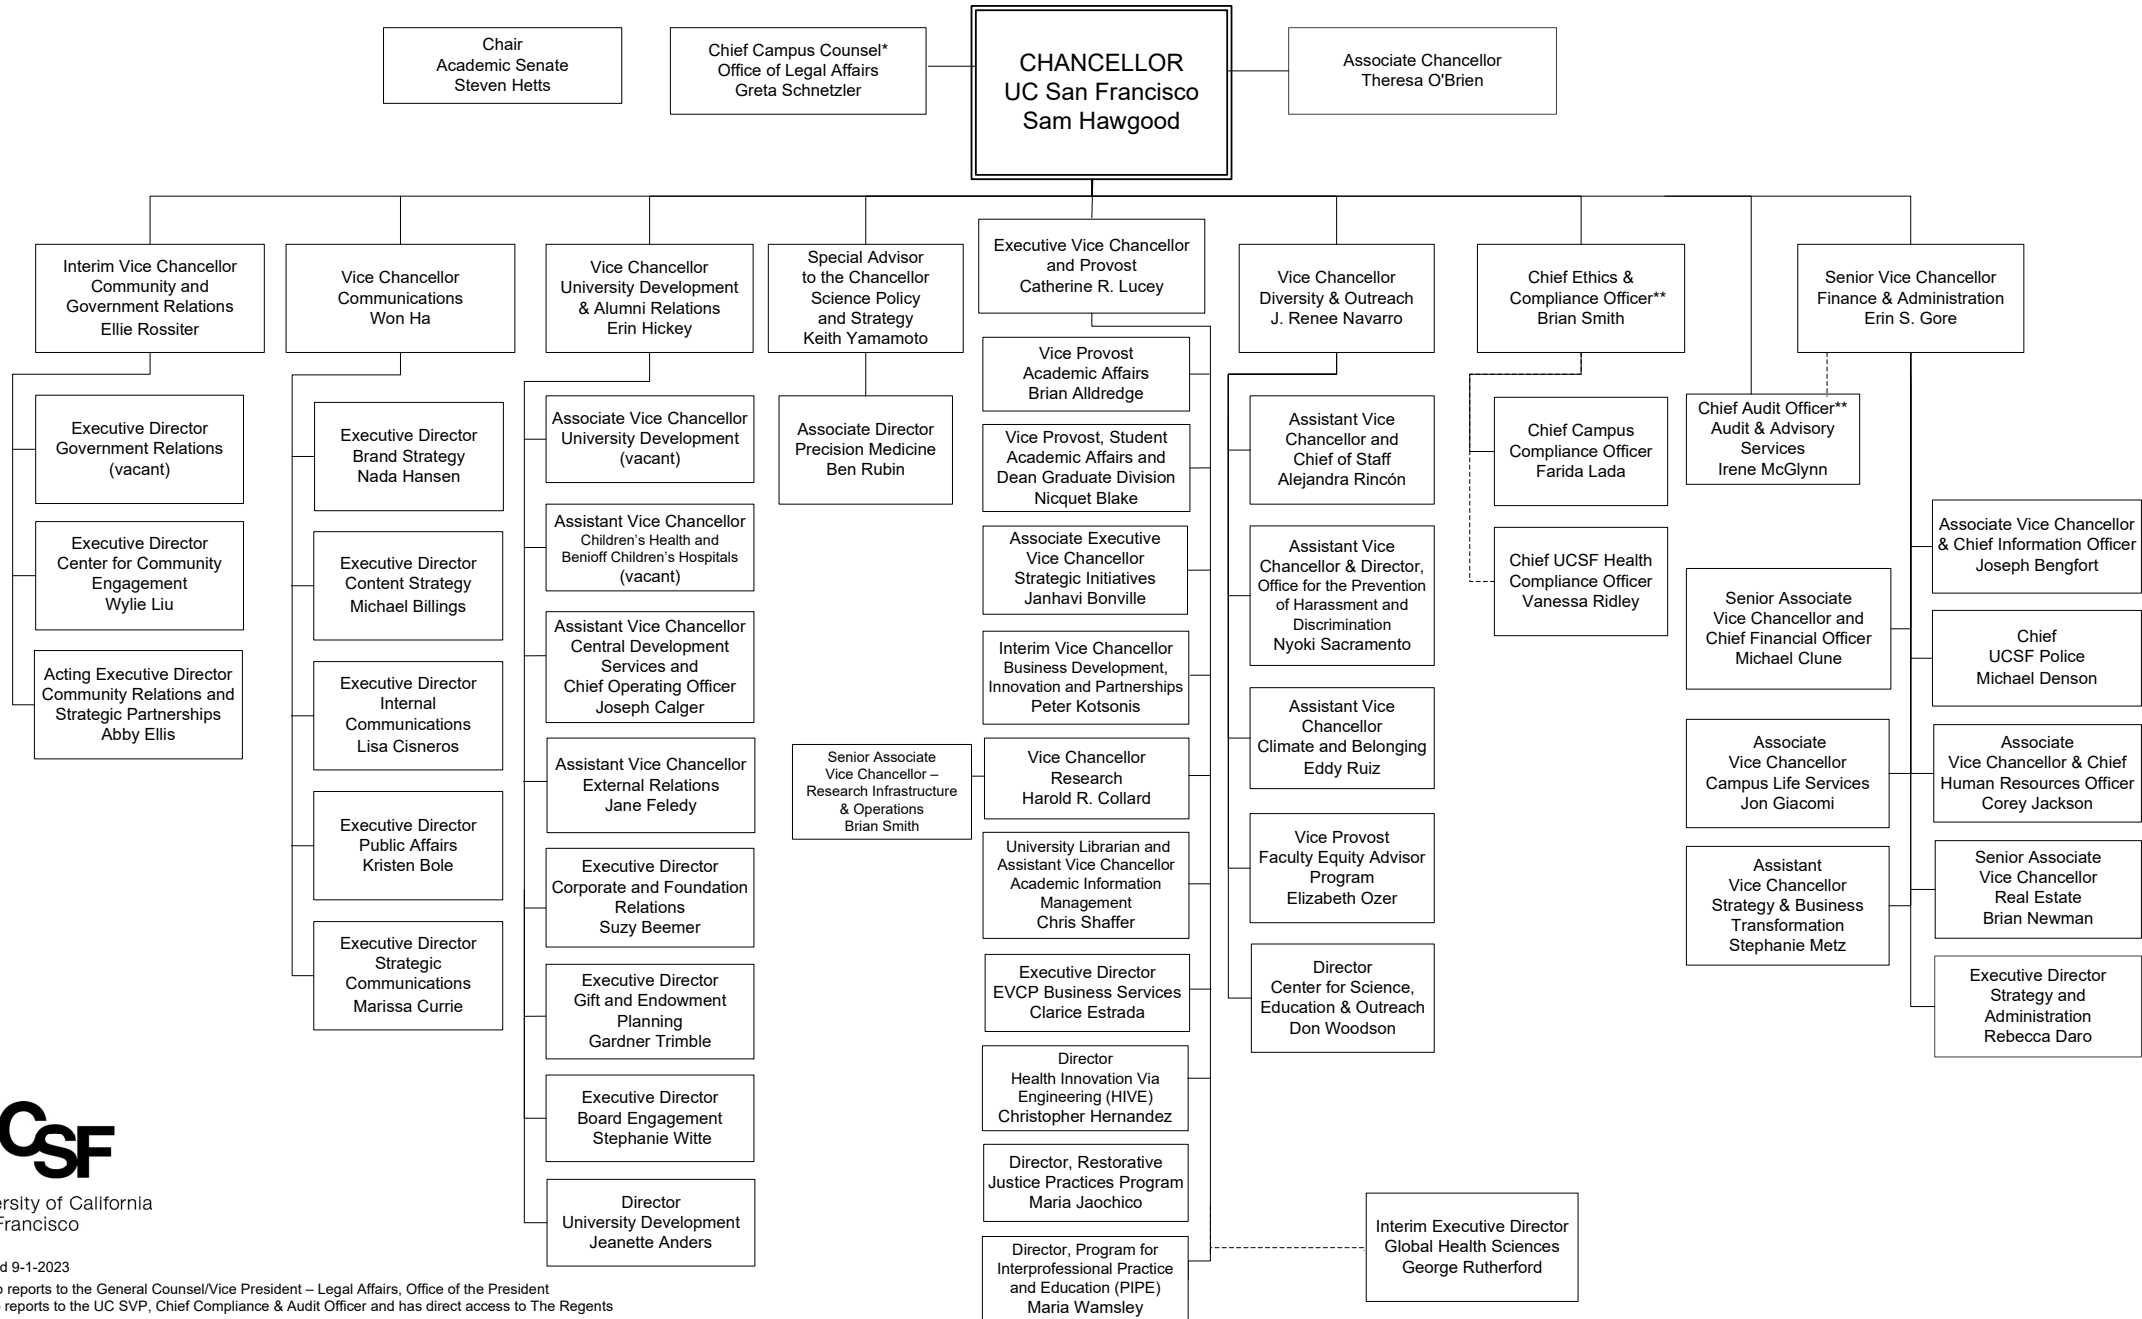 Chair
Academic Senate
Steven Hetts
Chief Campus Counsel*
Office of Legal Affairs
Greta Schnetzler
CHANCELLOR
UC San Francisco
Sam Hawgood
Associate Chancellor
Theresa O'Brien
Interim Vice Chancellor
Community and
Government Relations
Ellie Rossiter
Vice Chancellor
Communications
Won Ha
Vice Chancellor
University Development
& Alumni Relations
Erin Hickey
Special Advisor
to the Chancellor
Science Policy
and Strategy
Keith Yamamoto
Executive Vice Chancellor
and Provost
Catherine R. Lucey
Vice Chancellor
Diversity & Outreach
J. Renee Navarro
Chief Ethics &
Compliance Officer**
Brian Smith
Senior Vice Chancellor
Finance & Administration
Erin S. Gore
Executive Director
Government Relations
(vacant)
Executive Director
Center for Community
Engagement
Wylie Liu
Acting Executive Director
Community Relations and
Strategic Partnerships
Abby Ellis
Executive Director
Brand Strategy
Nada Hansen
Executive Director
Content Strategy
Michael Billings
Executive Director
Internal
Communications
Lisa Cisneros
Executive Director
Public Affairs
Kristen Bole
Executive Director
Strategic
Communications
Marissa Currie
Associate Vice Chancellor
University Development
(vacant)
Assistant Vice Chancellor
Children’s Health and
Benioff Children’s Hospitals
(vacant)
Assistant Vice Chancellor
Central Development
Services and
Chief Operating Officer
Joseph Calger
Assistant Vice Chancellor
External Relations
Jane Feledy
Executive Director
Corporate and Foundation
Relations
Suzy Beemer
Executive Director
Gift and Endowment
Planning
Gardner Trimble
Executive Director
Board Engagement
Stephanie Witte
Director
University Development
Jeanette Anders
Associate Director
Precision Medicine
Ben Rubin
Vice Provost
Academic Affairs
Brian Alldredge
Vice Provost, Student
Academic Affairs and
Dean Graduate Division
Nicquet Blake
Associate Executive
Vice Chancellor
Strategic Initiatives
Janhavi Bonville
Interim Vice Chancellor
Business Development,
Innovation and Partnerships
Peter Kotsonis
Senior Associate
Vice Chancellor –
Research Infrastructure
& Operations
Brian Smith
Vice Chancellor
Research
Harold R. Collard
University Librarian and
Assistant Vice Chancellor
Academic Information
Management
Chris Shaffer
Executive Director
EVCP Business Services
Clarice Estrada
Director
Health Innovation Via
Engineering (HIVE)
Christopher Hernandez
Director, Restorative
Justice Practices Program
Maria Jaochico
Director, Program for
Interprofessional Practice
and Education (PIPE)
Maria Wamsley
Interim Executive Director
Global Health Sciences
George Rutherford
Assistant Vice
Chancellor and
Chief of Staff
Alejandra Rincón
Assistant Vice
Chancellor & Director,
Office for the Prevention
of Harassment and
Discrimination
Nyoki Sacramento
Assistant Vice
Chancellor
Climate and Belonging
Eddy Ruiz
Vice Provost
Faculty Equity Advisor
Program
Elizabeth Ozer
Director
Center for Science,
Education & Outreach
Don Woodson
Chief Campus
Compliance Officer
Farida Lada
Chief UCSF Health
Compliance Officer
Vanessa Ridley
Chief Audit Officer**
Audit & Advisory
Services
Irene McGlynn
Senior Associate
Vice Chancellor and
Chief Financial Officer
Michael Clune
Associate
Vice Chancellor
Campus Life Services
Jon Giacomi
Assistant
Vice Chancellor
Strategy & Business
Transformation
Stephanie Metz
Associate Vice Chancellor
& Chief Information Officer
Joseph Bengfort
Chief
UCSF Police
Michael Denson
Associate
Vice Chancellor & Chief
Human Resources Officer
Corey Jackson
Senior Associate
Vice Chancellor
Real Estate
Brian Newman
Executive Director
Strategy and
Administration
Rebecca Daro
CSF
ersity of California
Francisco
d 9-1-2023
o reports to the General Counsel/Vice President – Legal Affairs, Office of the President
reports to the UC SVP, Chief Compliance & Audit Officer and has direct access to The Regents